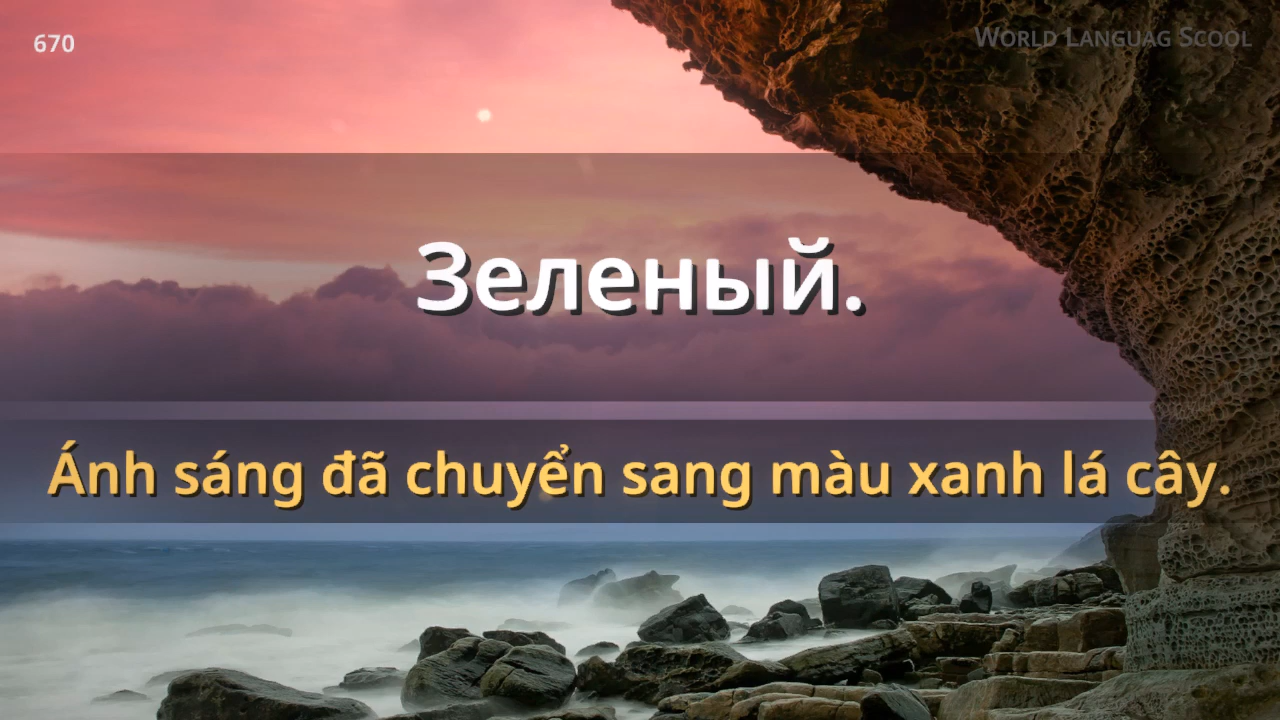 670
World Languag Scool
Зеленый.
Ánh sáng đã chuyển sang màu xanh lá cây.